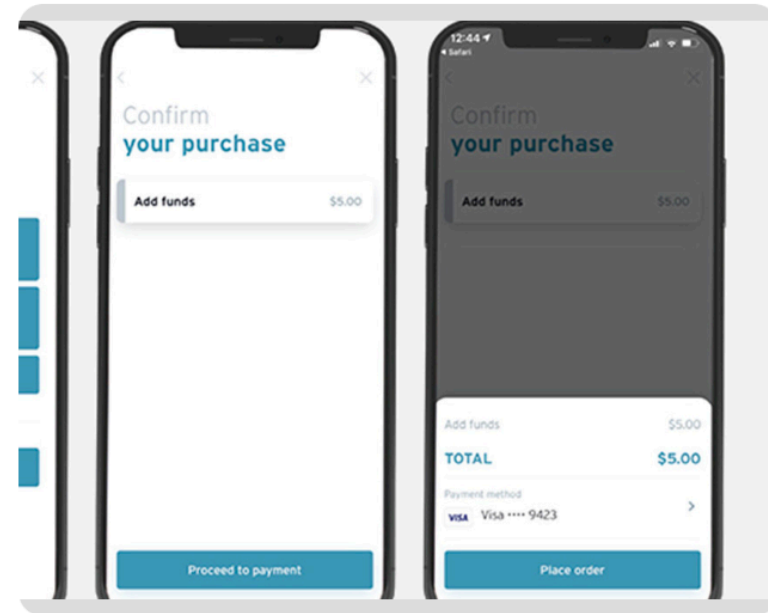 Confirm
your purchase
Add funds $5.00
Proceed to payment
12:44
Safari
Confirm
your purchase
Add funds $5.00
Add funds $5.00
TOTAL $5.00
Payment method
VISA Visa •••• 9423
Place order